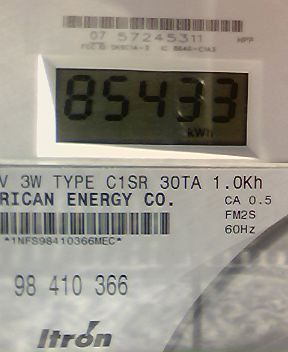 07 57245311
85433
kWh
V 3W TYPE C1SR 30TA 1.0Kh
RICAN ENERGY CO.
CA 0.5
FM2S
*1NFS98410366MEC*
60Hz
98 410 366
Itron